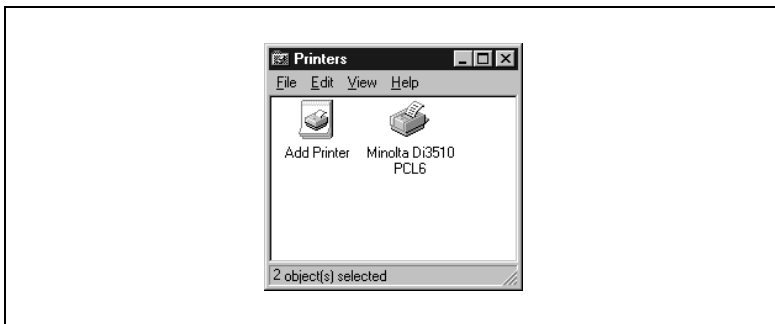 Printers
File Edit View Help
Add Printer Minolta Di3510
PCL6
2 object(s) selected